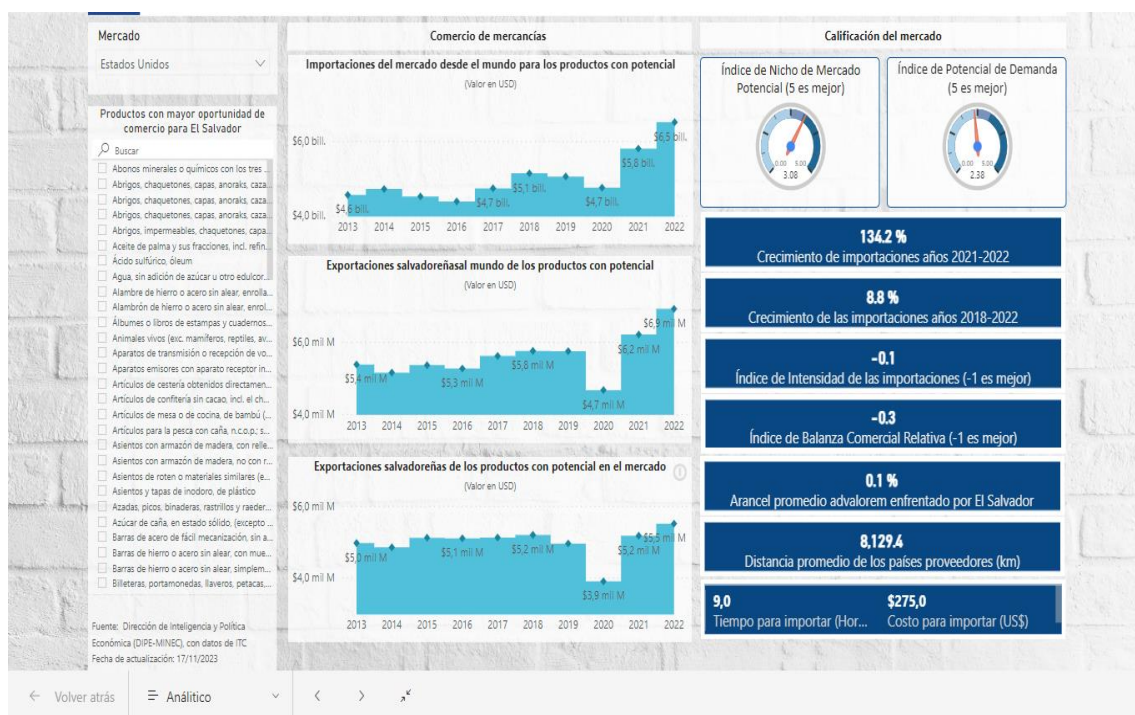 Mercado
Estados Unidos
Productos con mayor oportunidad de
comercio para El Salvador
Buscar
Abonos minerales o químicos con los tres ...
Abrigos, chaquetones, capas, anoraks, caza...
Abrigos, chaquetones, capas, anoraks, caza...
Abrigos, chaquetones, capas, anoraks, caza...
Abrigos, impermeables, chaquetones, capa...
Aceite de palma y sus fracciones, incl. refin...
Ácido sulfúrico, óleum
Agua, sin adición de azúcar u otro edulcor...
Alambre de hierro o acero sin alear, enrolla...
Alambrón de hierro o acero sin alear, enrol...
Álbumes o libros de estampas y cuadernos...
Animales vivos (exc. mamíferos, reptiles, av...
Aparatos de transmisión o recepción de vo...
Aparatos emisores con aparato receptor in...
Artículos de cestería obtenidos directamen...
Artículos de confitería sin cacao, incl. el ch...
Artículos de mesa o de cocina, de bambú (...
Artículos para la pesca con caña, n.c.o.p.; s...
Asientos con armazón de madera, con relle...
Asientos con armazón de madera, no con r...
Asientos de roten o materiales similares (e...
Asientos y tapas de inodoro, de plástico
Azadas, picos, binaderas, rastrillos y raeder...
Azúcar de caña, en estado sólido, (excepto ...
Barras de acero de fácil mecanización, sin a...
Barras de hierro o acero sin alear, con mue...
Barras de hierro o acero sin alear, simplem...
Billeteras, portamonedas, llaveros, petacas,...
Fuente: Dirección de Inteligencia y Política
Económica (DIPE-MINEC), con datos de ITC
Fecha de actualización: 17/11/2023
Comercio de mercancías
Importaciones del mercado desde el mundo para los productos con potencial
(Valor en USD)
$6,0 bill.
$4,0 bill.
$4,6 bill.
$4,7 bill.
$5,1 bill.
$4,7 bill.
$5,8 bill.
$6,5 bill.
2013 2014 2015 2016 2017 2018 2019 2020 2021 2022
Exportaciones salvadoreñasal mundo de los productos con potencial
(Valor en USD)
$6,0 mil M
$4,0 mil M
$5,4 mil M
$5,3 mil M
$5,8 mil M
$4,7 mil M
$6,2 mil M
$6,9 mil M
2013 2014 2015 2016 2017 2018 2019 2020 2021 2022
Exportaciones salvadoreñas de los productos con potencial en el mercado
(Valor en USD)
$6,0 mil M
$4,0 mil M
$5,0 mil M
$5,1 mil M
$5,2 mil M
$3,9 mil M
$5,2 mil M
$5,5 mil M
2013 2014 2015 2016 2017 2018 2019 2020 2021 2022
Calificación del mercado
Índice de Nicho de Mercado
Potencial (5 es mejor)
0.00 5.00
3.08
Índice de Potencial de Demanda
(5 es mejor)
0.00 5.00
2.38
134.2 %
Crecimiento de importaciones años 2021-2022
8.8 %
Crecimiento de las importaciones años 2018-2022
-0.1
Índice de Intensidad de las importaciones (-1 es mejor)
-0.3
Índice de Balanza Comercial Relativa (-1 es mejor)
0.1 %
Arancel promedio advalorem enfrentado por El Salvador
8,129.4
Distancia promedio de los países proveedores (km)
9,0
Tiempo para importar (Hor...
$275,0
Costo para importar (US$)
Volver atrás
Análitico